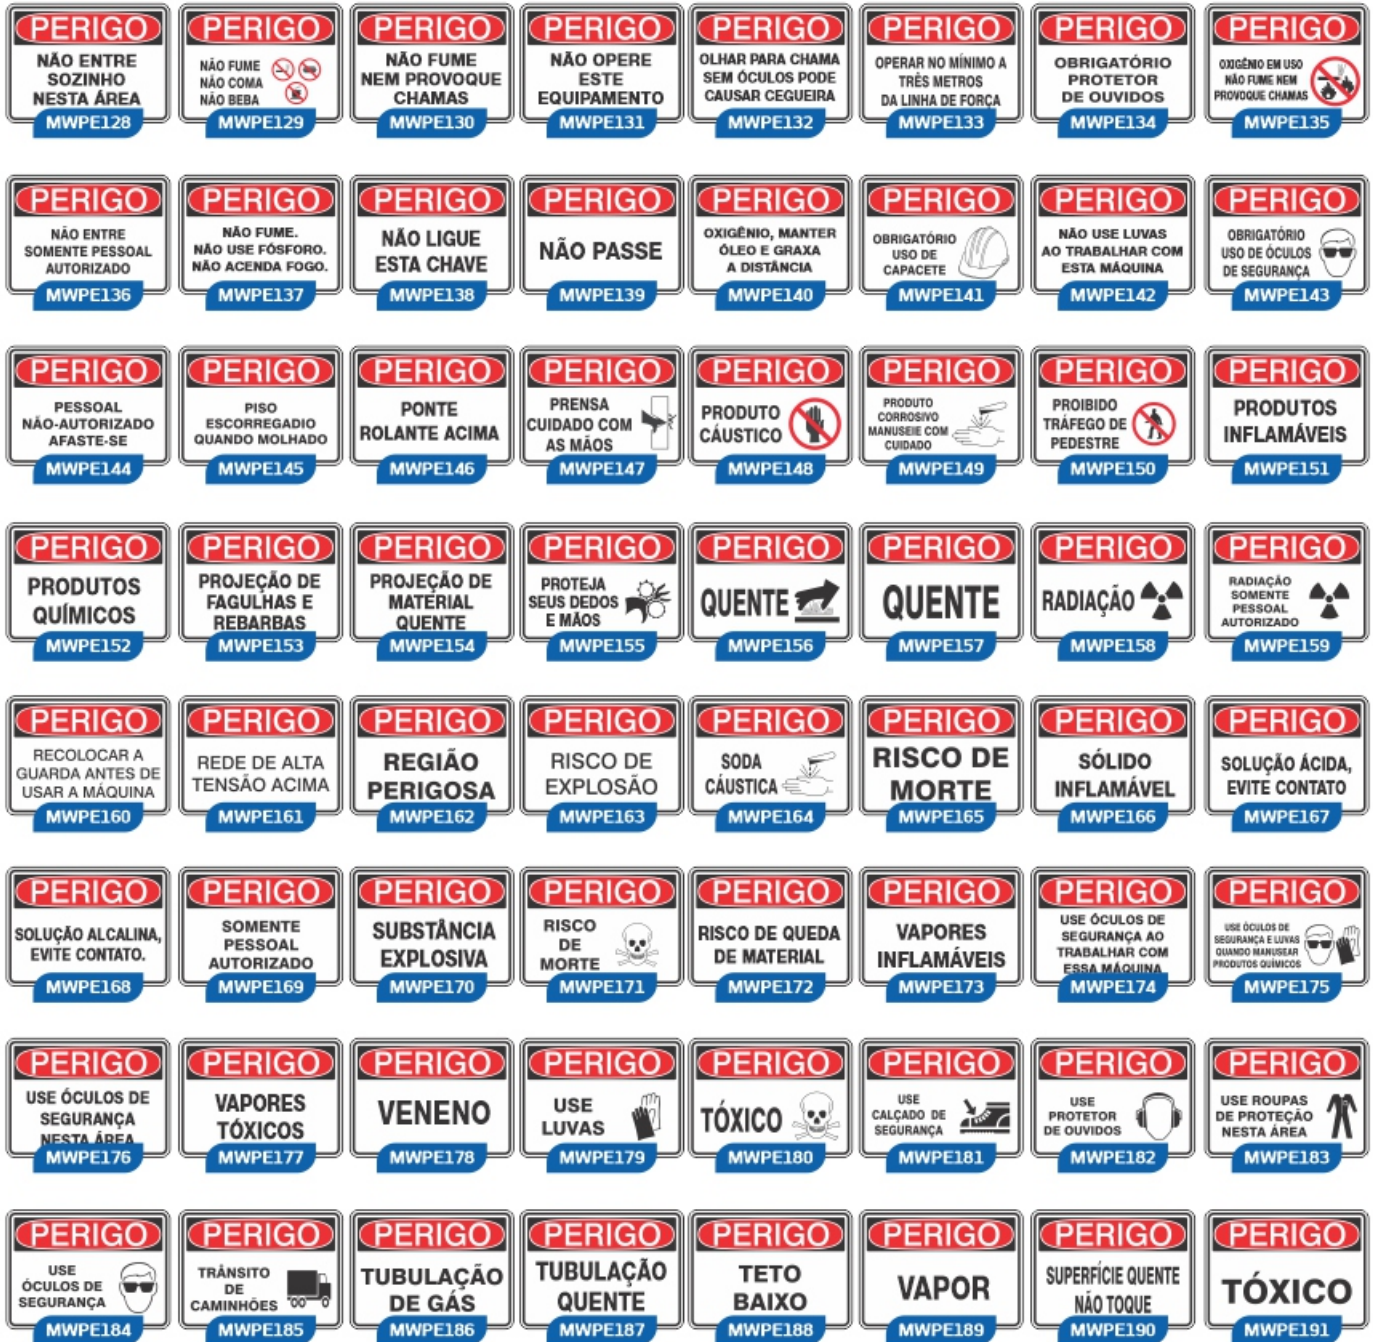 PERIGO
NÃO ENTRE
SOZINHO
NESTA ÁREA
MWPE128
PERIGO
NÃO FUME
NÃO COMA
NÃO BEBA
MWPE129
PERIGO
NÃO FUME
NEM PROVOQUE
CHAMAS
MWPE130
PERIGO
NÃO OPERE
ESTE
EQUIPAMENTO
MWPE131
PERIGO
OLHAR PARA CHAMA
SEM ÓCULOS PODE
CAUSAR CEGUEIRA
MWPE132
PERIGO
OPERAR NO MÍNIMO A
TRÊS METROS
DA LINHA DE FORÇA
MWPE133
PERIGO
OBRIGATÓRIO
PROTETOR
DE OUVIDOS
MWPE134
PERIGO
OXIGÊNIO EM USO
NÃO FUME NEM
PROVOQUE CHAMAS
MWPE135
PERIGO
NÃO ENTRE
SOMENTE PESSOAL
AUTORIZADO
MWPE136
PERIGO
NÃO FUME.
NÃO USE FÓSFORO.
NÃO ACENDA FOGO.
MWPE137
PERIGO
NÃO LIGUE
ESTA CHAVE
MWPE138
PERIGO
NÃO PASSE
MWPE139
PERIGO
OXIGÊNIO, MANTER
ÓLEO E GRAXA
A DISTÂNCIA
MWPE140
PERIGO
OBRIGATÓRIO
USO DE
CAPACETE
MWPE141
PERIGO
NÃO USE LUVAS
AO TRABALHAR COM
ESTA MÁQUINA
MWPE142
PERIGO
OBRIGATÓRIO
USO DE ÓCULOS
DE SEGURANÇA
MWPE143
PERIGO
PESSOAL
NÃO-AUTORIZADO
AFASTE-SE
MWPE144
PERIGO
PISO
ESCORREGADIO
QUANDO MOLHADO
MWPE145
PERIGO
PONTE
ROLANTE ACIMA
MWPE146
PERIGO
PRENSA
CUIDADO COM
AS MÃOS
MWPE147
PERIGO
PRODUTO
CÁUSTICO
MWPE148
PERIGO
PRODUTO
CORROSIVO
MANUSEIE COM
CUIDADO
MWPE149
PERIGO
PROIBIDO
TRÁFEGO DE
PEDESTRE
MWPE150
PERIGO
PRODUTOS
INFLAMÁVEIS
MWPE151
PERIGO
PRODUTOS
QUÍMICOS
MWPE152
PERIGO
PROJEÇÃO DE
FAGULHAS E
REBARBAS
MWPE153
PERIGO
PROJEÇÃO DE
MATERIAL
QUENTE
MWPE154
PERIGO
PROTEJA
SEUS DEDOS
E MÃOS
MWPE155
PERIGO
QUENTE
MWPE156
PERIGO
QUENTE
MWPE157
PERIGO
RADIAÇÃO
MWPE158
PERIGO
RADIAÇÃO
SOMENTE
PESSOAL
AUTORIZADO
MWPE159
PERIGO
RECOLOCAR A
GUARDA ANTES DE
USAR A MÁQUINA
MWPE160
PERIGO
REDE DE ALTA
TENSÃO ACIMA
MWPE161
PERIGO
REGIÃO
PERIGOSA
MWPE162
PERIGO
RISCO DE
EXPLOSÃO
MWPE163
PERIGO
SODA
CÁUSTICA
MWPE164
PERIGO
RISCO DE
MORTE
MWPE165
PERIGO
SÓLIDO
INFLAMÁVEL
MWPE166
PERIGO
SOLUÇÃO ÁCIDA,
EVITE CONTATO
MWPE167
PERIGO
SOLUÇÃO ALCALINA,
EVITE CONTATO.
MWPE168
PERIGO
SOMENTE
PESSOAL
AUTORIZADO
MWPE169
PERIGO
SUBSTÂNCIA
EXPLOSIVA
MWPE170
PERIGO
RISCO
DE
MORTE
MWPE171
PERIGO
RISCO DE QUEDA
DE MATERIAL
MWPE172
PERIGO
VAPORES
INFLAMÁVEIS
MWPE173
PERIGO
USE ÓCULOS DE
SEGURANÇA AO
TRABALHAR COM
ESSA MÁQUINA
MWPE174
PERIGO
USE ÓCULOS DE
SEGURANÇA E LUVAS
QUANDO MANUSEAR
PRODUTOS QUÍMICOS
MWPE175
PERIGO
USE ÓCULOS DE
SEGURANÇA
NESTA ÁREA
MWPE176
PERIGO
VAPORES
TÓXICOS
MWPE177
PERIGO
VENENO
MWPE178
PERIGO
USE
LUVAS
MWPE179
PERIGO
TÓXICO
MWPE180
PERIGO
USE
CALÇADO DE
SEGURANÇA
MWPE181
PERIGO
USE
PROTETOR
DE OUVIDOS
MWPE182
PERIGO
USE ROUPAS
DE PROTEÇÃO
NESTA ÁREA
MWPE183
PERIGO
USE
ÓCULOS DE
SEGURANÇA
MWPE184
PERIGO
TRÂNSITO
DE
CAMINHÕES
MWPE185
PERIGO
TUBULAÇÃO
DE GÁS
MWPE186
PERIGO
TUBULAÇÃO
QUENTE
MWPE187
PERIGO
TETO
BAIXO
MWPE188
PERIGO
VAPOR
MWPE189
PERIGO
SUPERFÍCIE QUENTE
NÃO TOQUE
MWPE190
PERIGO
TÓXICO
MWPE191